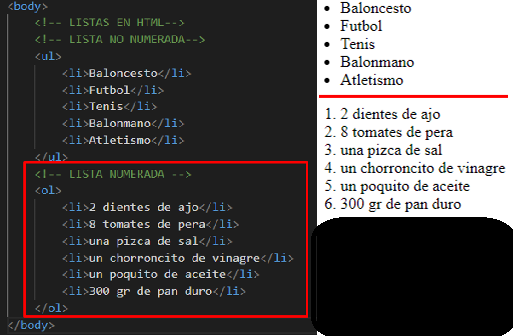 <body>
<!-- LISTAS EN HTML-->
<!-- LISTA NO NUMERADA-->
<ul>
<li>Baloncesto</li>
<li>Futbol</li>
<li>Tenis</li>
<li>Balonmano</li>
<li>Atletismo</li>
</ul>
<!-- LISTA NUMERADA -->
<ol>
<li>2 dientes de ajo</li>
<li>8 tomates de pera</li>
<li>una pizca de sal</li>
<li>un chorroncito de vinagre</li>
<li>un poquito de aceite</li>
<li>300 gr de pan duro</li>
</ol>
</body>
• Baloncesto
• Futbol
• Tenis
• Balonmano
• Atletismo
1. 2 dientes de ajo
2. 8 tomates de pera
3. una pizca de sal
4. un chorroncito de vinagre
5. un poquito de aceite
6. 300 gr de pan duro